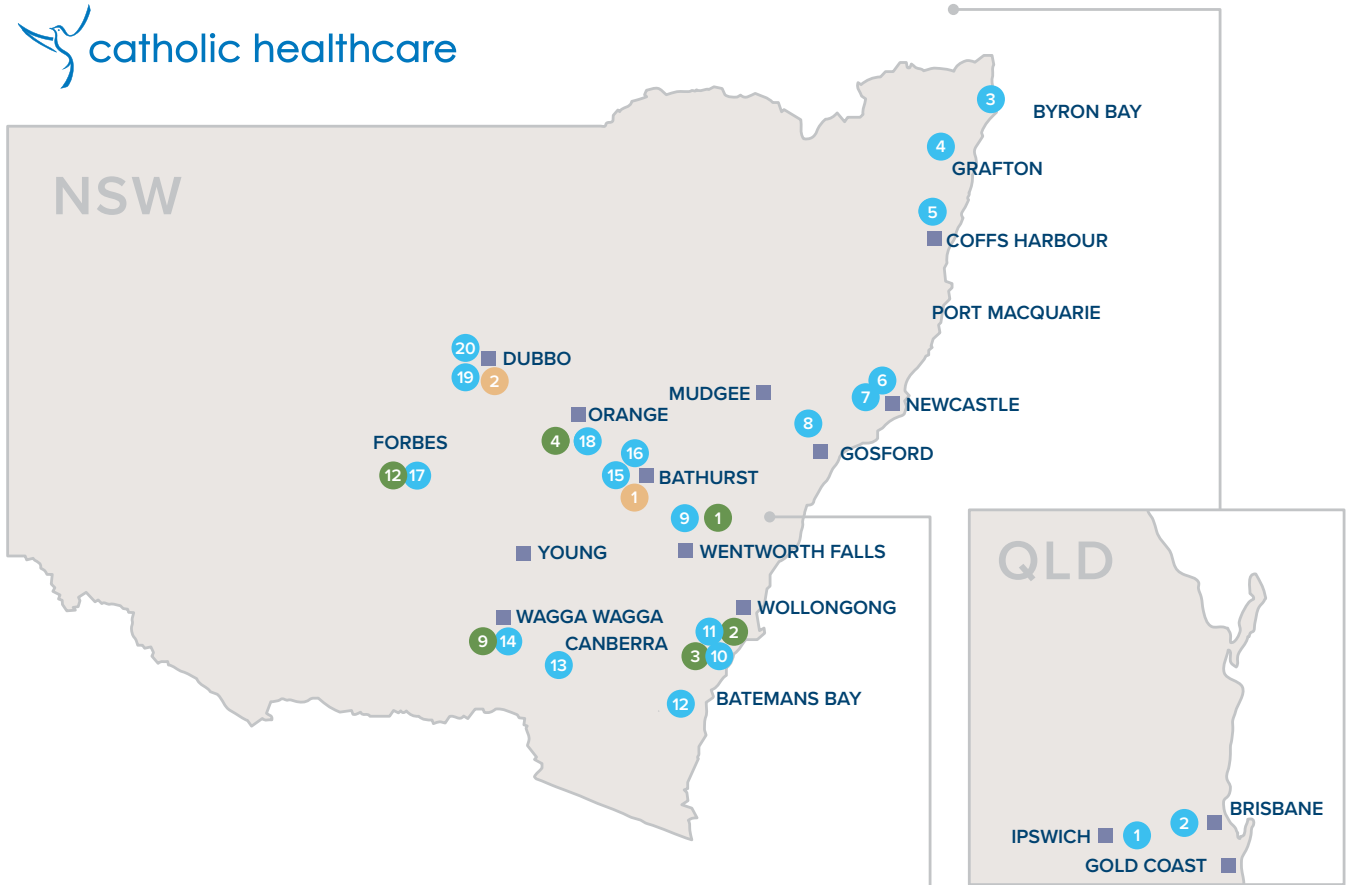 catholic healthcare
3
BYRON BAY
NSW
4
GRAFTON
5
COFFS HARBOUR
PORT MACQUARIE
20
DUBBO
19
2
6
MUDGEE
7
NEWCASTLE
ORANGE
4
18
8
FORBES
16
GOSFORD
12
17
15
BATHURST
1
9
1
YOUNG
WENTWORTH FALLS
QLD
WOLLONGONG
WAGGA WAGGA
11
2
9
14
CANBERRA
3
10
13
12
BATEMANS BAY
BRISBANE
IPSWICH
1
2
GOLD COAST